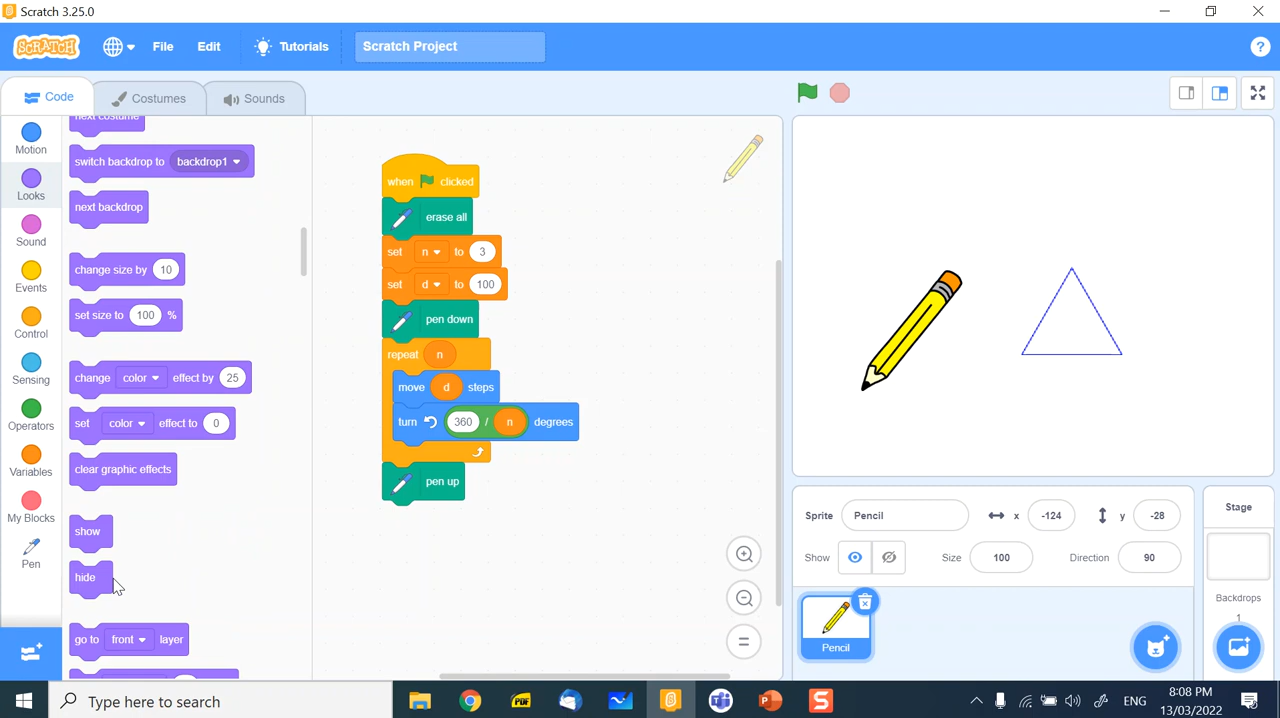 Scratch 3.25.0
SCRATCH File Edit Tutorials Scratch Project ?
Code Costumes Sounds
Motion
Looks
Sound
Events
Control
Sensing
Operators
Variables
My Blocks
Pen
next costume
switch backdrop to backdrop1
next backdrop
change size by 10
set size to 100 %
change color effect by 25
set color effect to 0
clear graphic effects
show
hide
go to front layer
when clicked
erase all
set n to 3
set d to 100
pen down
repeat n
move d steps
turn 360 / n degrees
pen up
Sprite Pencil x -124 y -28
Show Size 100 Direction 90
Pencil
Stage
Backdrops
1
Type here to search
PDF
ENG
8:08 PM
13/03/2022